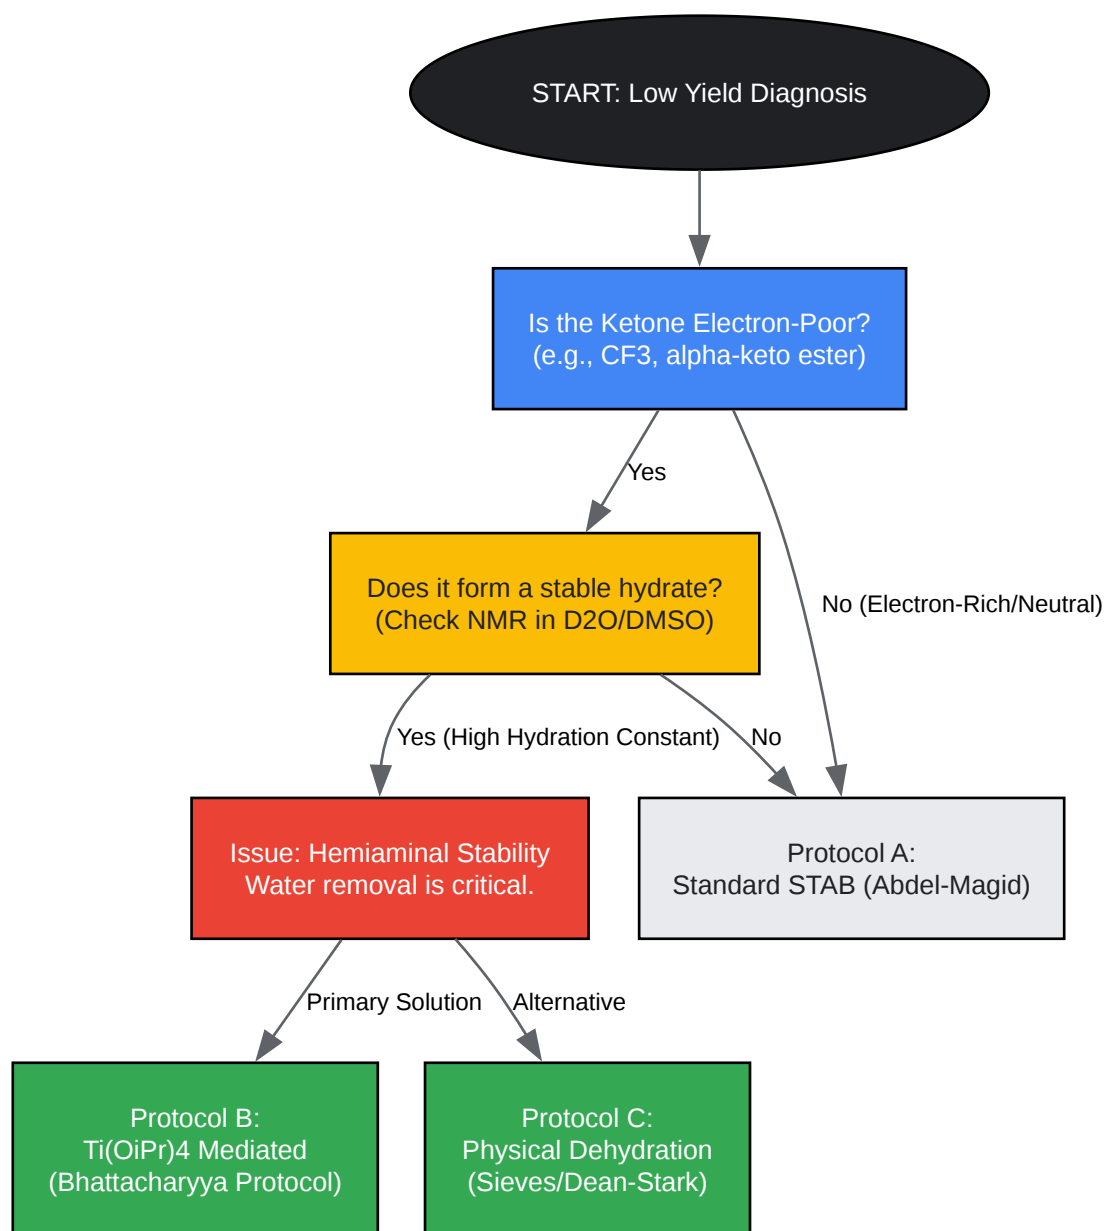 START: Low Yield Diagnosis
Is the Ketone Electron-Poor?
(e.g., CF3, alpha-keto ester)
Yes
Does it form a stable hydrate?
(Check NMR in D2O/DMSO)
No (Electron-Rich/Neutral)
Yes (High Hydration Constant)
No
Issue: Hemiaminal Stability
Water removal is critical.
Protocol A:
Standard STAB (Abdel-Magid)
Primary Solution
Alternative
Protocol B:
Ti(OiPr)4 Mediated
(Bhattacharyya Protocol)
Protocol C:
Physical Dehydration
(Sieves/Dean-Stark)